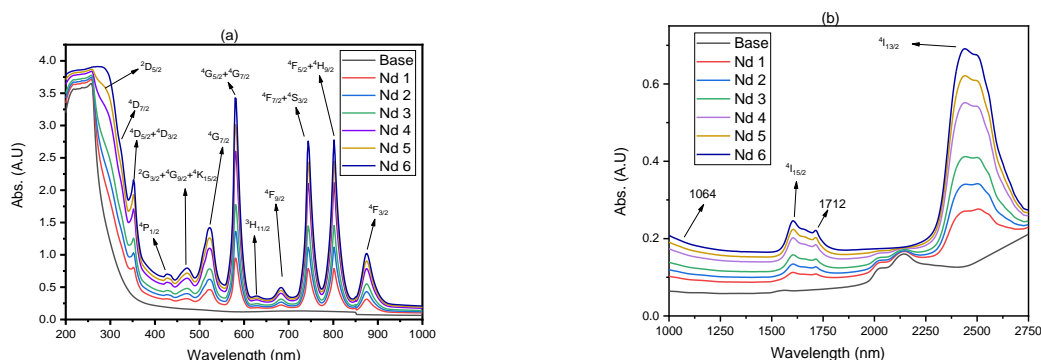 (a)
4.0
3.5
3.0
2.5
2.0
1.5
1.0
0.5
0.0
Abs. (A.U)
200 300 400 500 600 700 800 900 1000
Wavelength (nm)
²D₅/₂
⁴D₇/₂
⁴D₅/₂+⁴D₃/₂
²G₃/₂+⁴G₉/₂+⁴K₁₅/₂
⁴P₁/₂
⁴G₅/₂+⁴G₇/₂
⁴G₇/₂
³H₁₁/₂
⁴F₉/₂
⁴F₇/₂+⁴S₃/₂
⁴F₅/₂+⁴H₉/₂
⁴F₃/₂
Base
Nd 1
Nd 2
Nd 3
Nd 4
Nd 5
Nd 6
(b)
0.6
0.4
0.2
0.0
Abs. (A.U)
1000 1250 1500 1750 2000 2250 2500 2750
Wavelength (nm)
Base
Nd 1
Nd 2
Nd 3
Nd 4
Nd 5
Nd 6
⁴I₁₃/₂
⁴I₁₅/₂
1064
1712